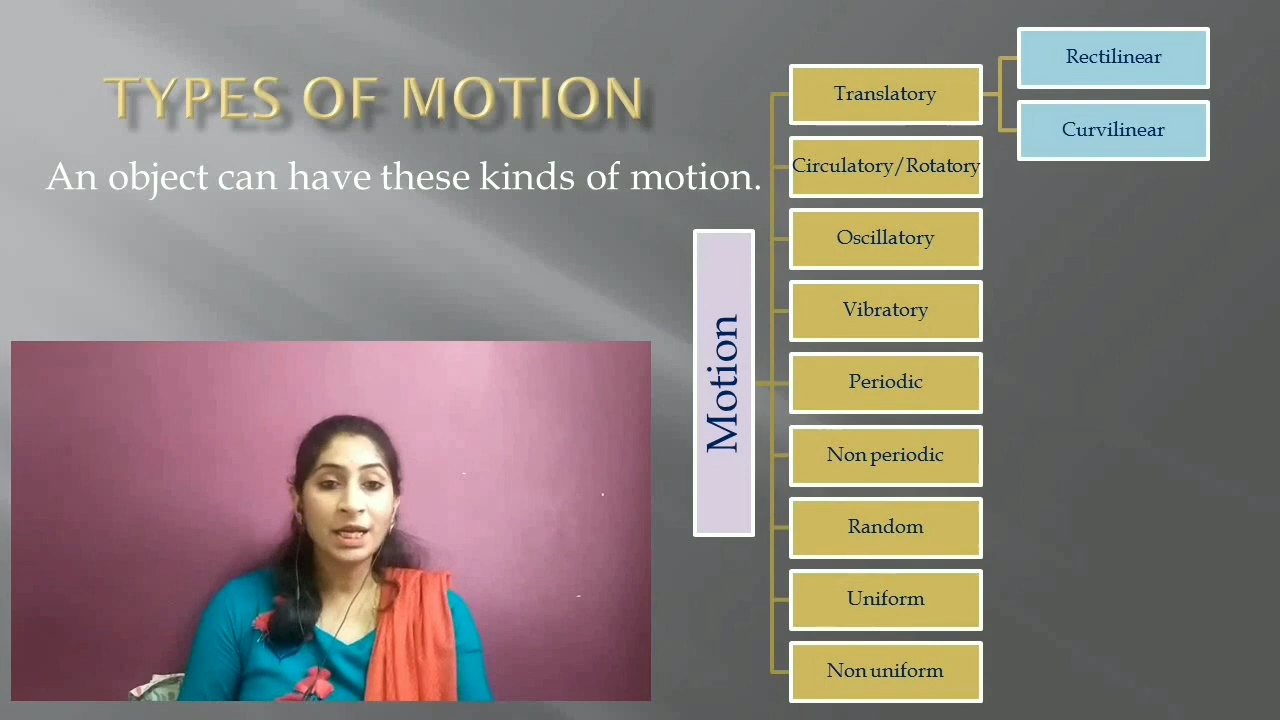 TYPES OF MOTION
An object can have these kinds of motion.
Motion
Translatory
Rectilinear
Curvilinear
Circulatory/Rotatory
Oscillatory
Vibratory
Periodic
Non periodic
Random
Uniform
Non uniform